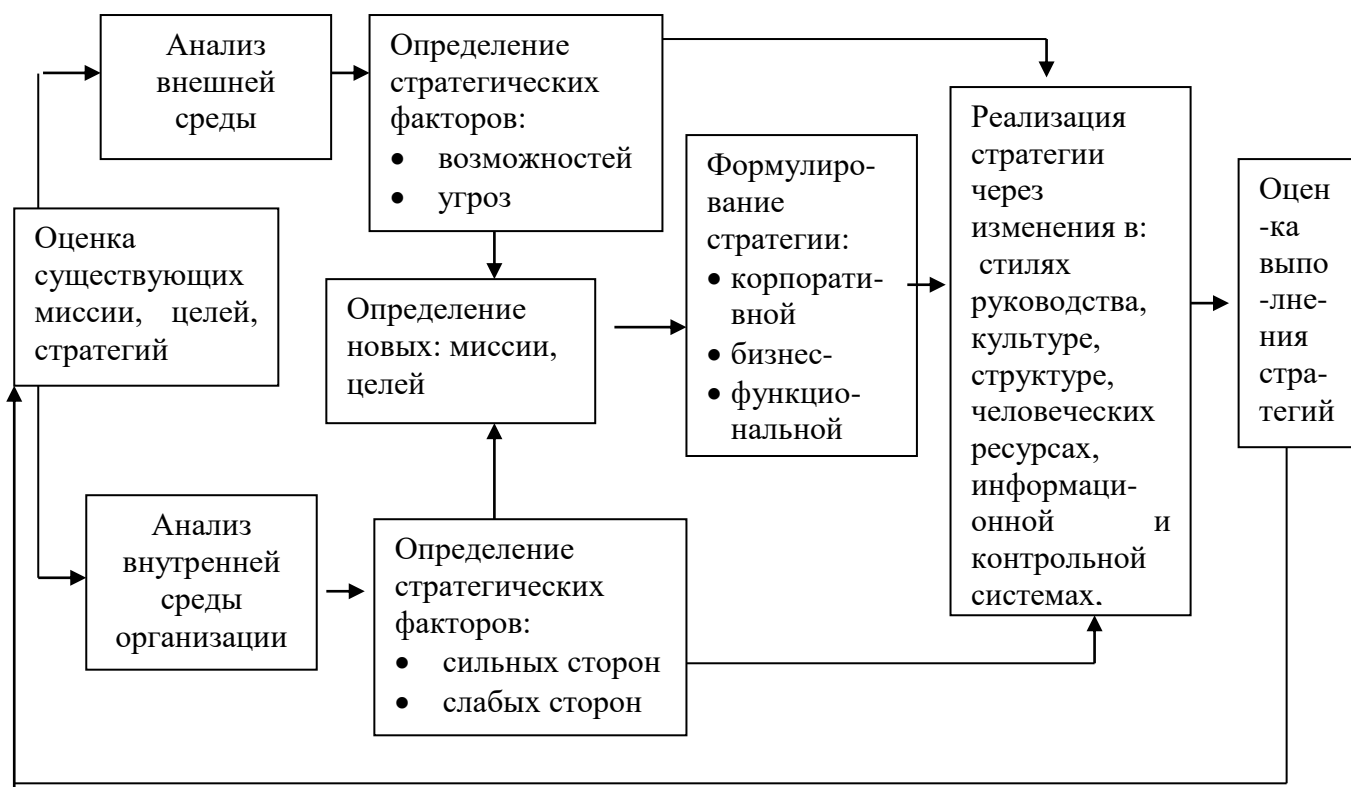 Анализ
внешней
среды
Определение
стратегических
факторов:
• возможностей
• угроз
Оценка
существующих
миссии, целей,
стратегий
Определение
новых: миссии,
целей
Формулиро-
вание
стратегии:
• корпорати-
вной
• бизнес-
• функцио-
нальной
Реализация
стратегии
через
изменения в:
стилях
руководства,
культуре,
структуре,
человеческих
ресурсах,
информаци-
онной и
контрольной
системах.
Оцен
-ка
выпо
-лне-
ния
стра-
тегий
Анализ
внутренней
среды
организации
Определение
стратегических
факторов:
• сильных сторон
• слабых сторон